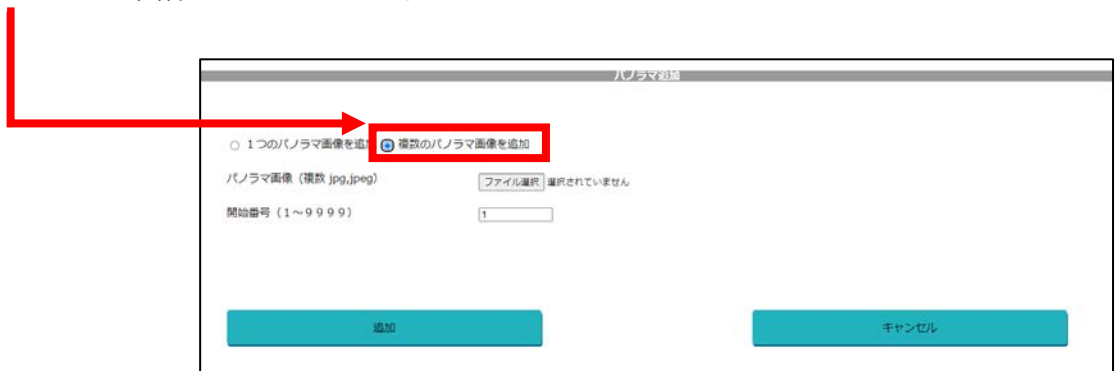 パノラマ追加
1つのパノラマ画像を追 複数のパノラマ画像を追加
パノラマ画像（複数 jpg,jpeg） ファイル選択 選択されていません
開始番号（1～9999） 1
追加 キャンセル